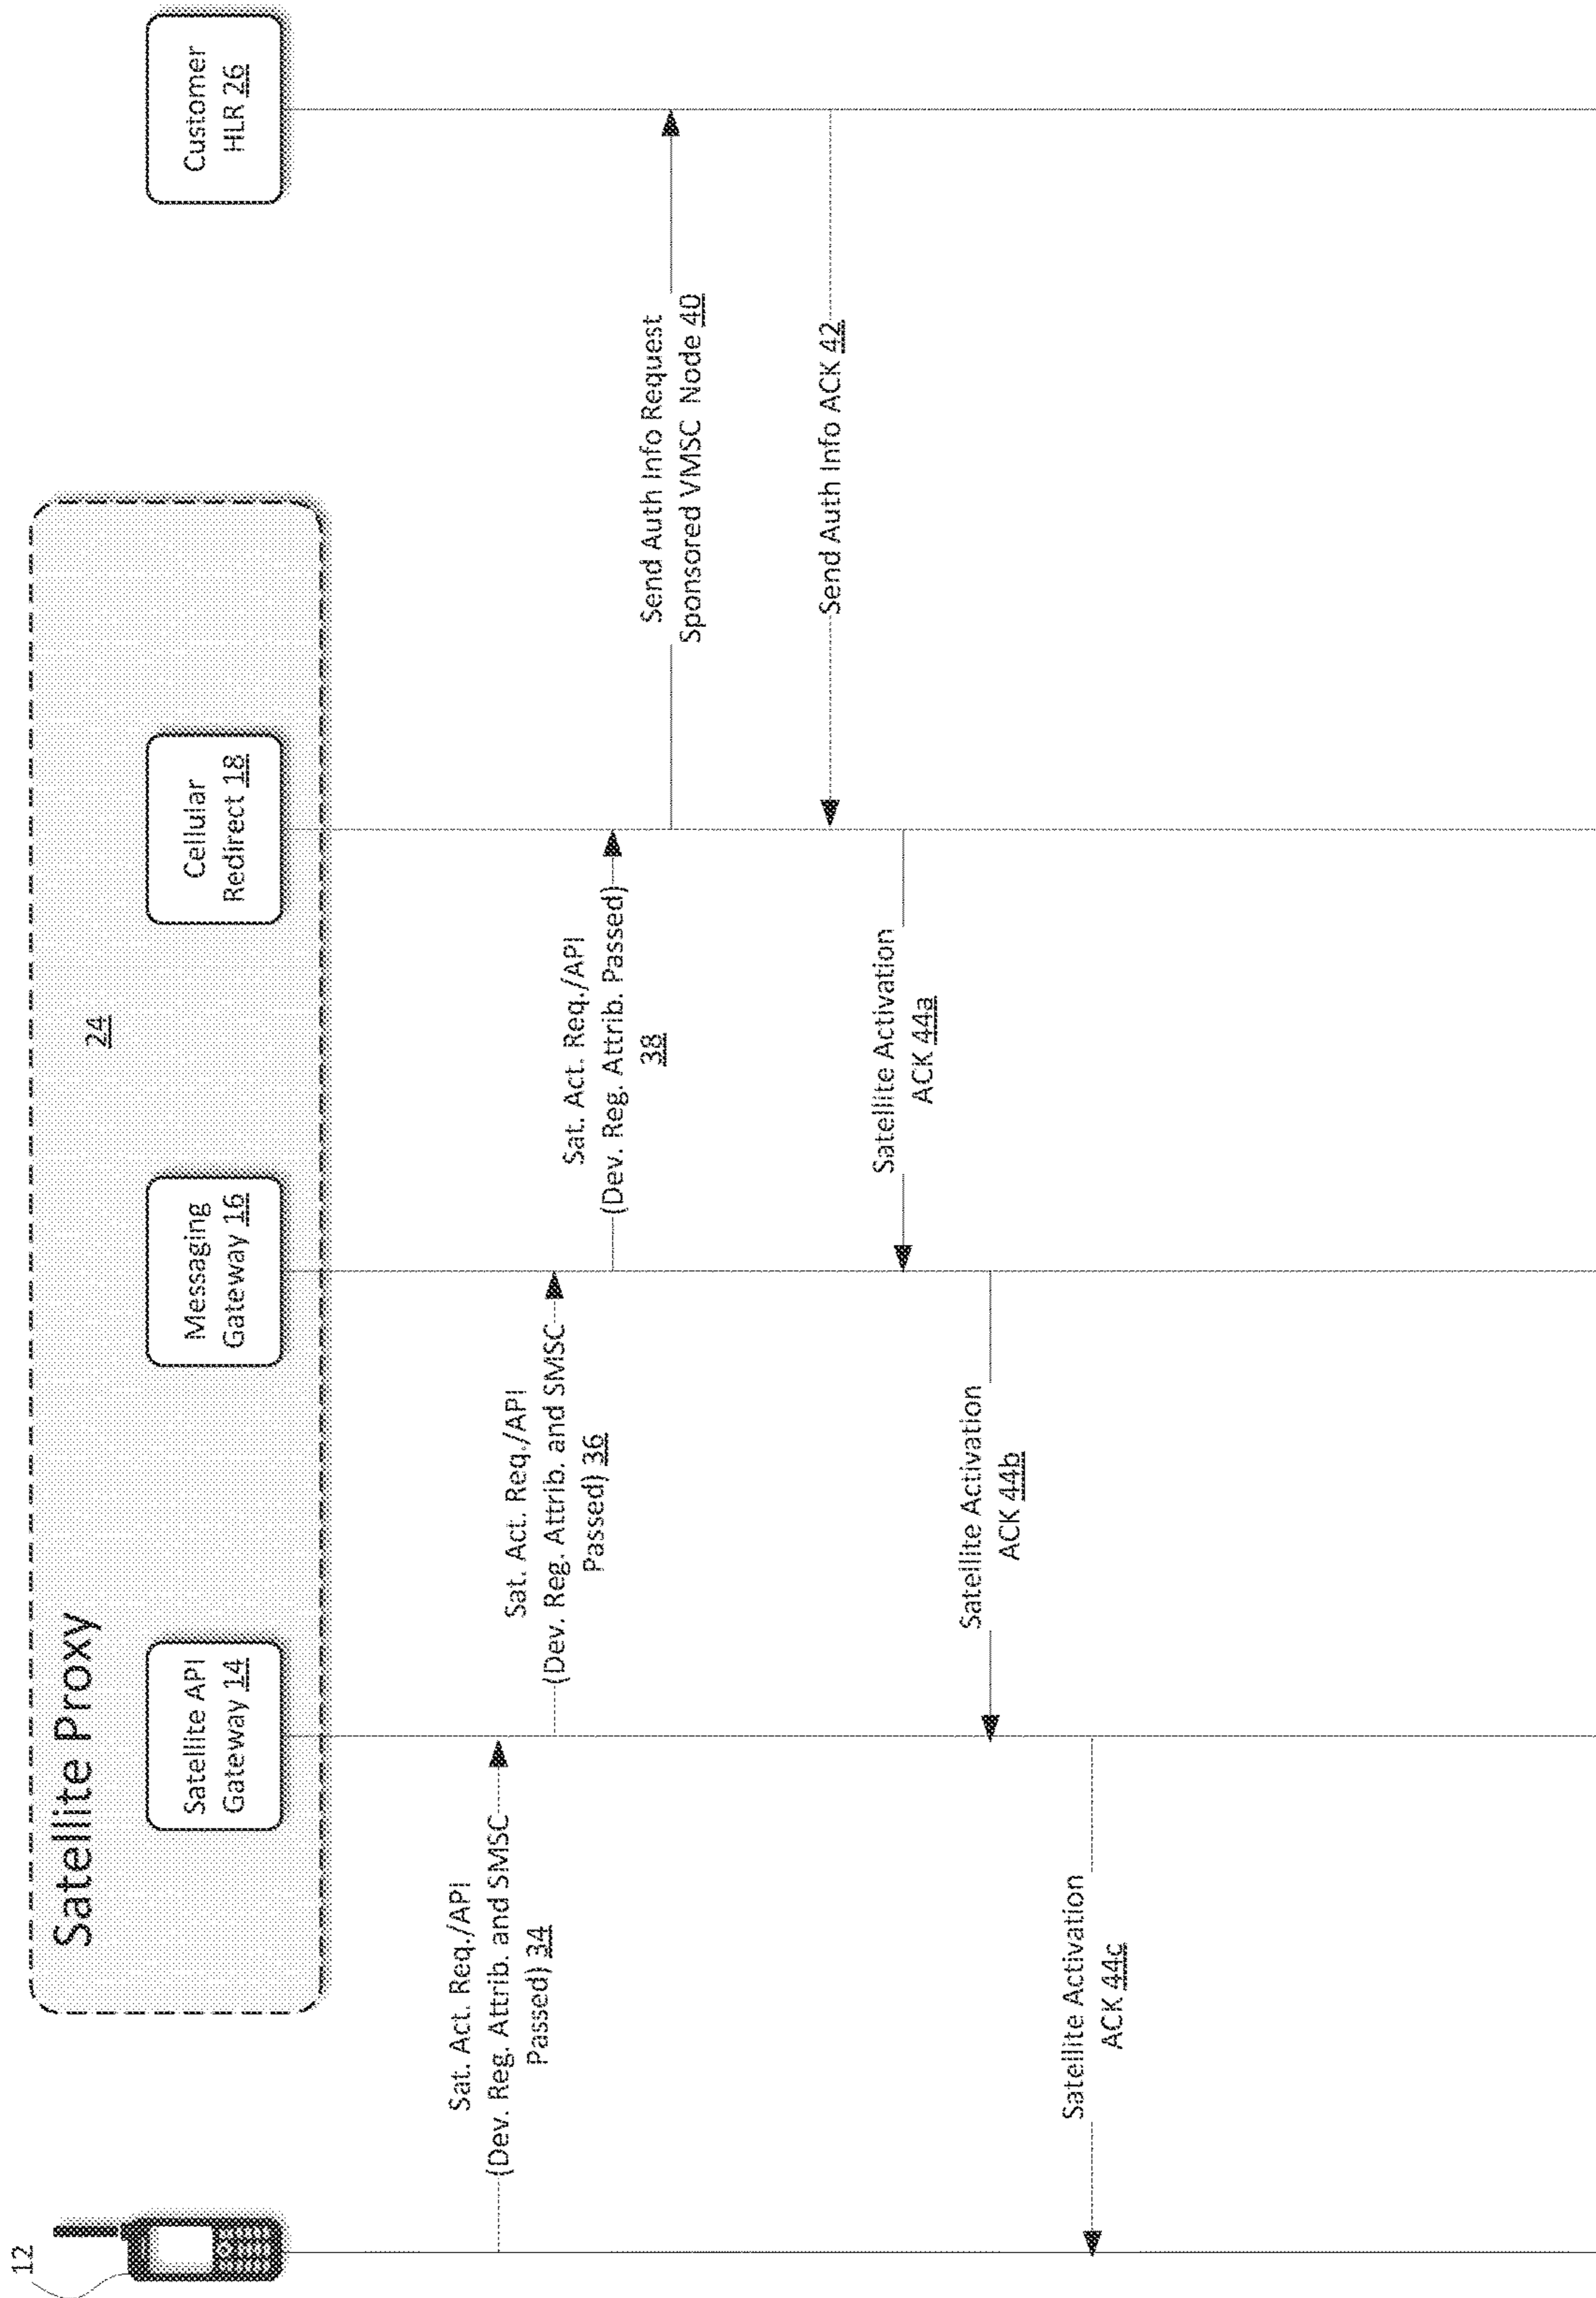 12
Satellite Proxy
24
Satellite API
Gateway 14
Messaging
Gateway 16
Cellular
Redirect 18
Customer
HLR 26
Sat. Act. Req./API
(Dev. Reg. Attrib. and SMSC
Passed) 34
Sat. Act. Req./API
(Dev. Reg. Attrib. and SMSC
Passed) 36
Sat. Act. Req./API
(Dev. Reg. Attrib. Passed)
38
Send Auth Info Request
Sponsored VMSC Node 40
Send Auth Info ACK 42
Satellite Activation
ACK 44a
Satellite Activation
ACK 44b
Satellite Activation
ACK 44c